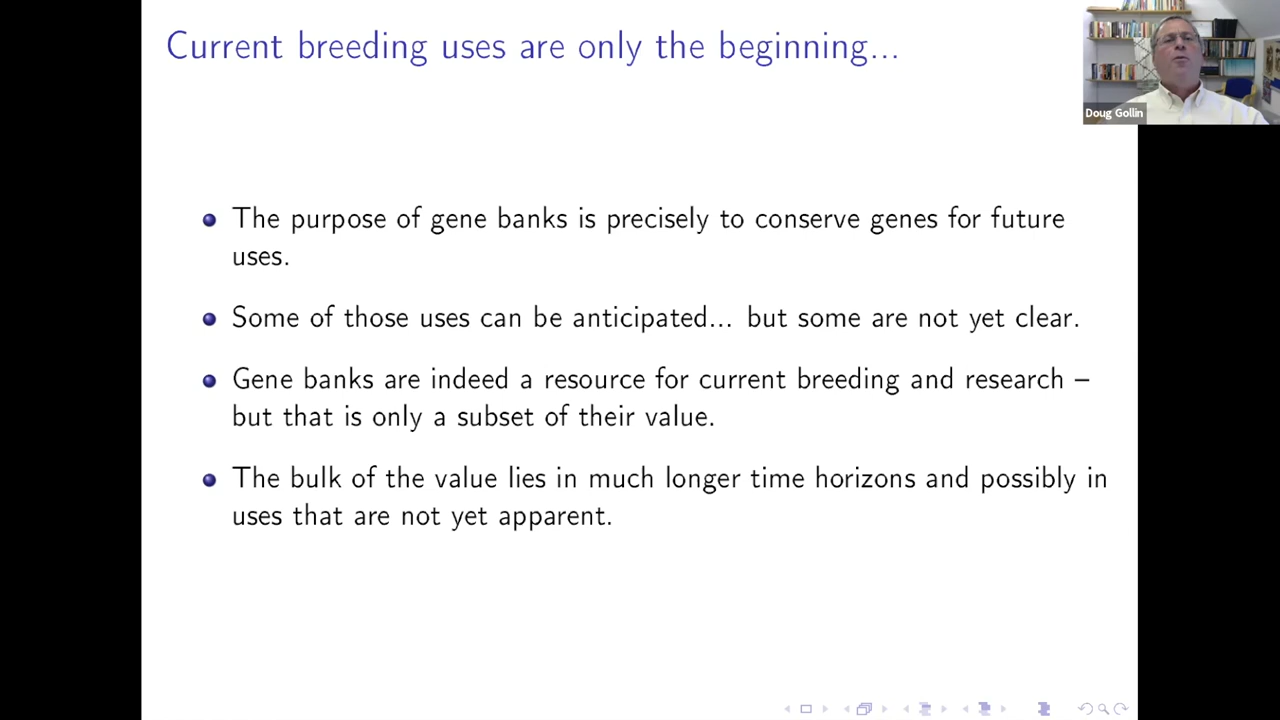 Current breeding uses are only the beginning...
Doug Gollin
The purpose of gene banks is precisely to conserve genes for future
uses.
Some of those uses can be anticipated... but some are not yet clear.
Gene banks are indeed a resource for current breeding and research –
but that is only a subset of their value.
The bulk of the value lies in much longer time horizons and possibly in
uses that are not yet apparent.